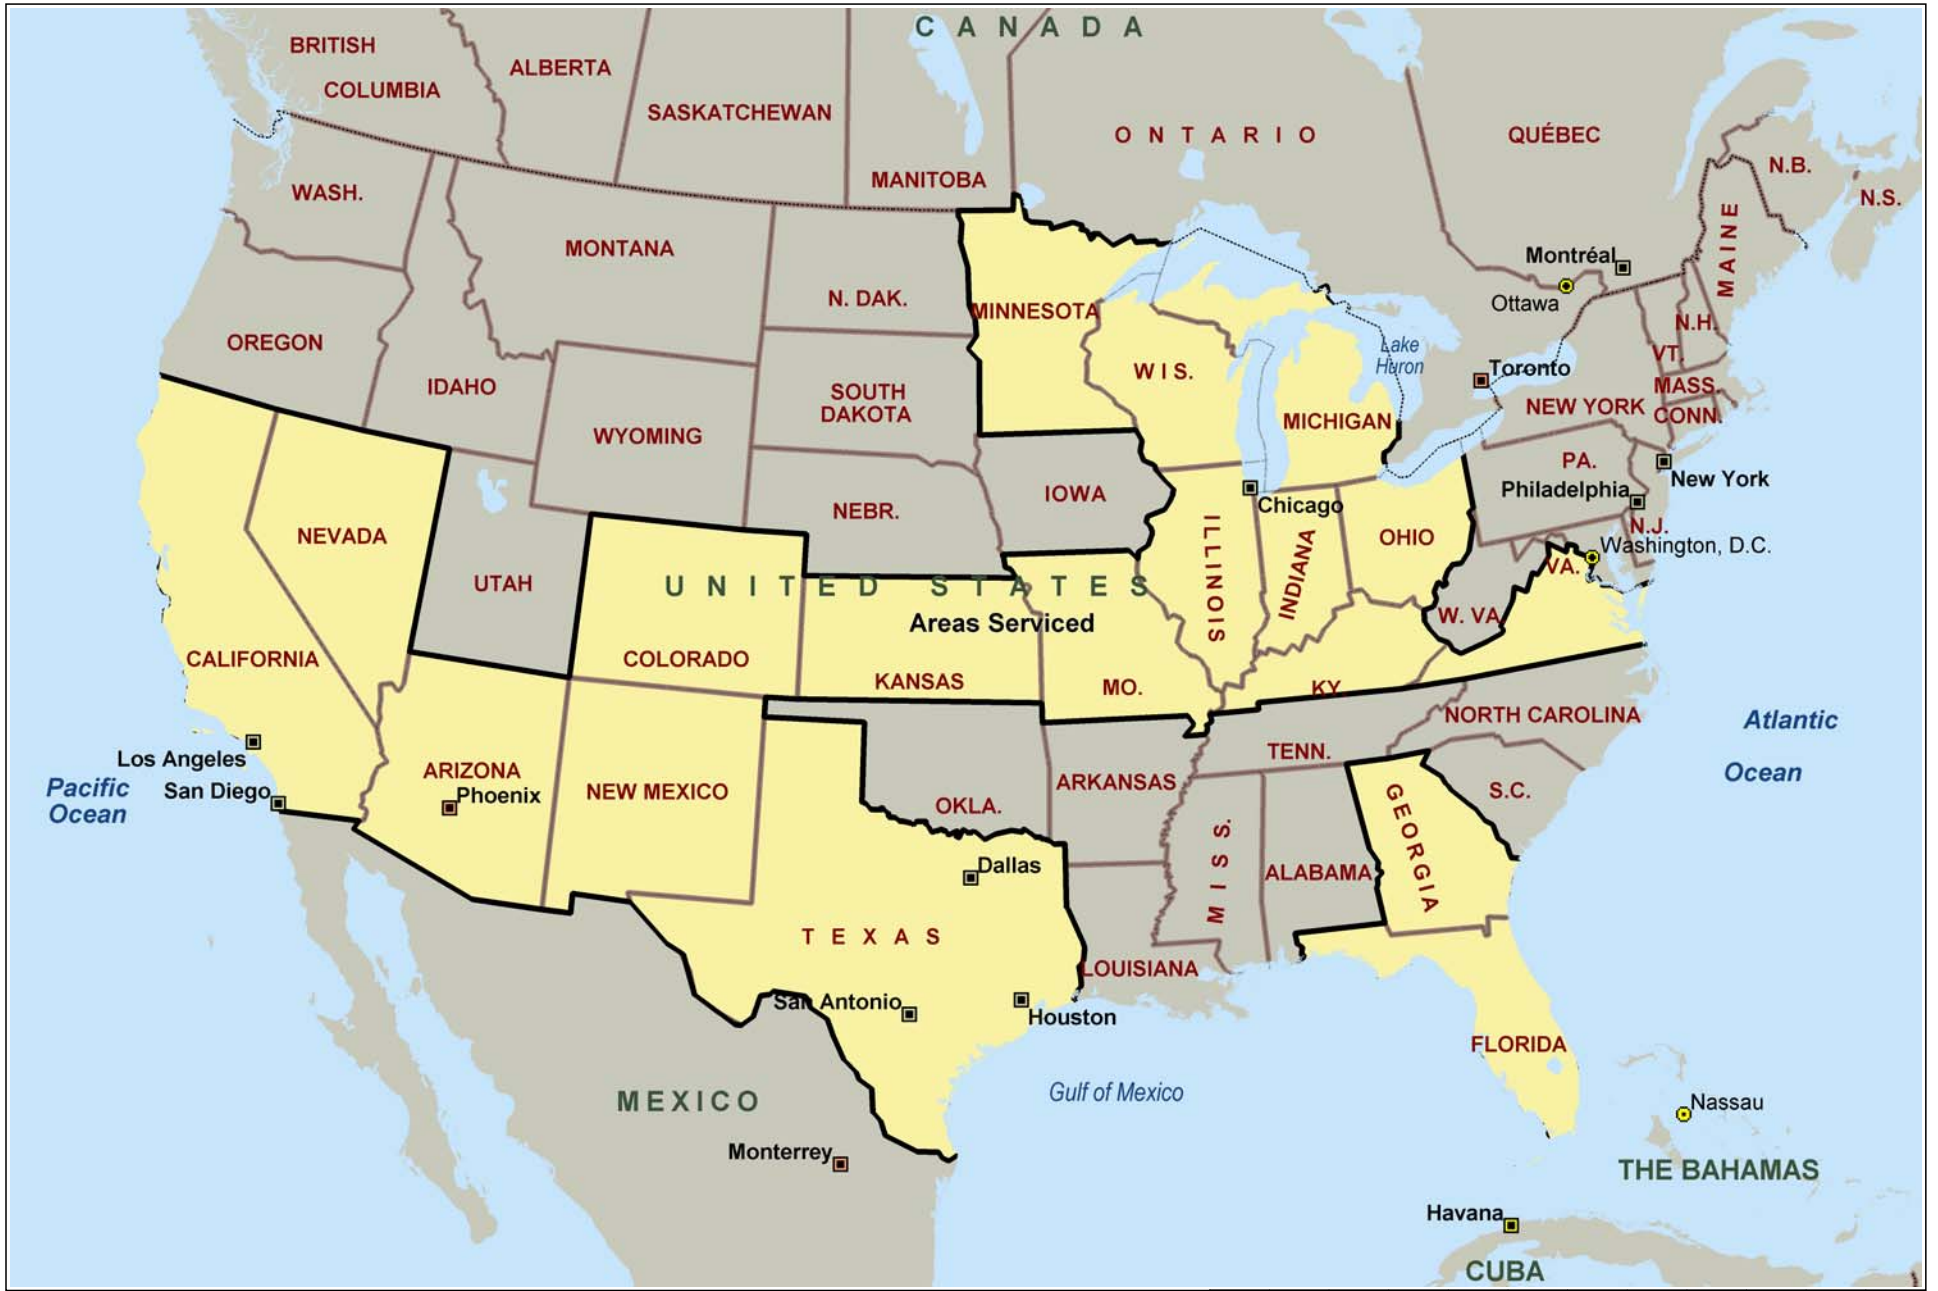 CANADA
BRITISH
COLUMBIA
ALBERTA
SASKATCHEWAN
MANITOBA
ONTARIO
QUÉBEC
N.B.
N.S.
WASH.
MONTANA
N. DAK.
MINNESOTA
MAINE
Montréal
Ottawa
N.H.
VT.
OREGON
IDAHO
WYOMING
SOUTH
DAKOTA
WIS.
MICHIGAN
Lake
Huron
Toronto
NEW YORK
MASS.
CONN.
PA.
Philadelphia
New York
N.J.
Washington, D.C.
NEVADA
UTAH
NEBR.
IOWA
Chicago
ILLINOIS
INDIANA
OHIO
VA.
W. VA
UNITED STATES
Areas Serviced
CALIFORNIA
COLORADO
KANSAS
MO.
KY.
NORTH CAROLINA
Atlantic
Ocean
TENN.
Los Angeles
San Diego
Pacific
Ocean
ARIZONA
Phoenix
NEW MEXICO
OKLA.
ARKANSAS
MISS.
ALABAMA
GEORGIA
S.C.
Dallas
TEXAS
San Antonio
Houston
LOUISIANA
FLORIDA
Gulf of Mexico
MEXICO
Monterrey
Nassau
THE BAHAMAS
Havana
CUBA